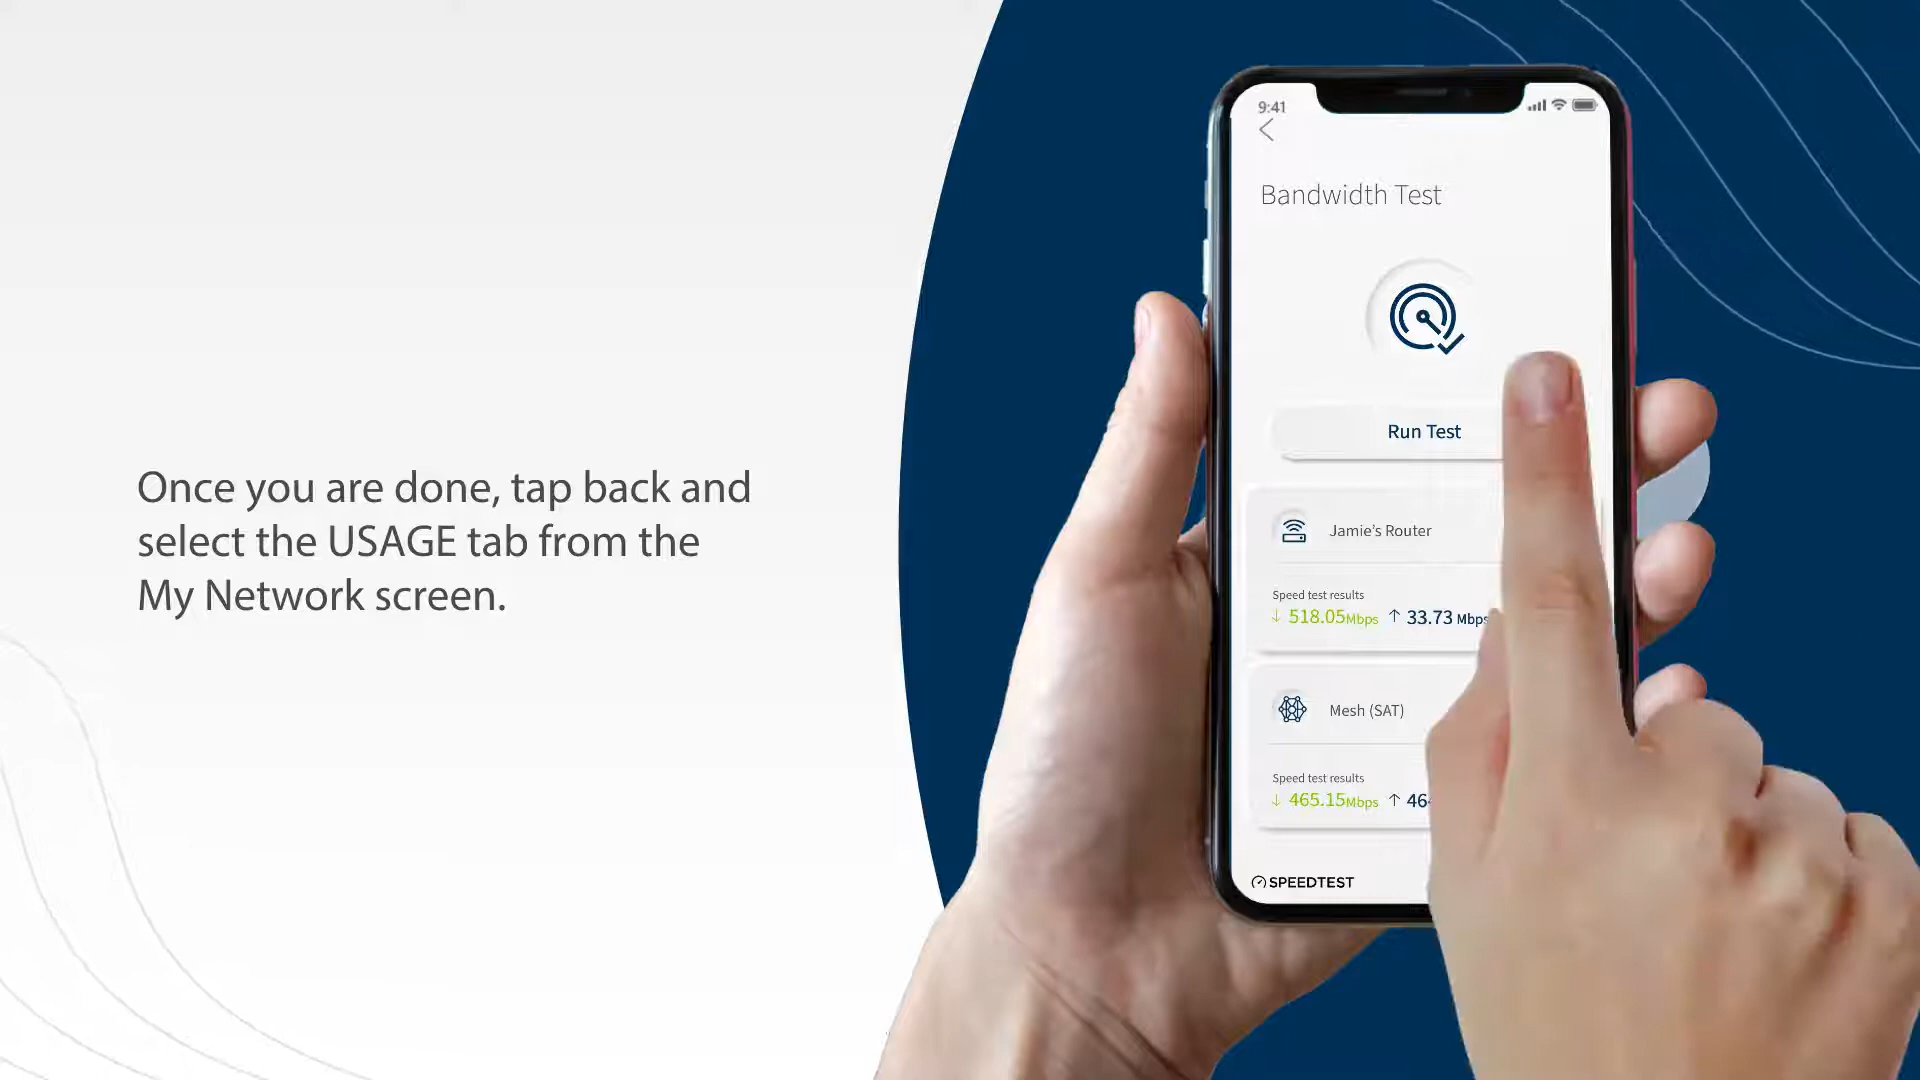 Once you are done, tap back and
select the USAGE tab from the
My Network screen.
9:41
Bandwidth Test
Run Test
Jamie's Router
Speed test results
↓ 518.05Mbps ↑ 33.73 Mbps
Mesh (SAT)
Speed test results
↓ 465.15Mbps ↑
SPEEDTEST